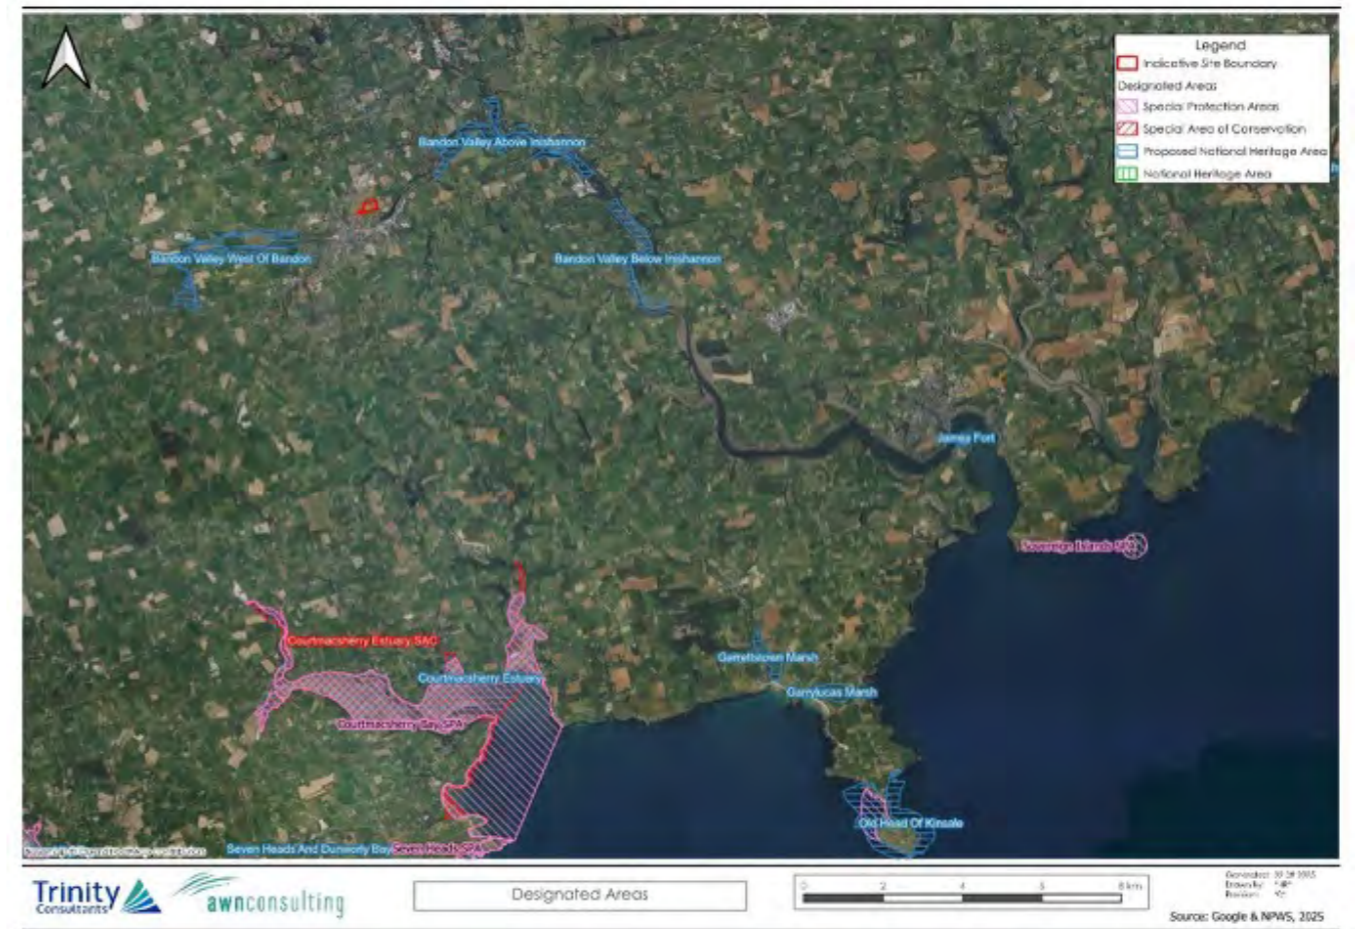 Legend
Indicative Site Boundary
Designated Areas
Special Protection Areas
Special Area of Conservation
Proposed National Heritage Area
National Heritage Area
Bandon Valley Above Inishannon
Bandon Valley West Of Bandon
Bandon Valley Below Inishannon
James Fort
Sovereign Islands SPA
Courtmacsherry Estuary SAC
Garrettstown Marsh
Courtmacsherry Estuary
Garrylucas Marsh
Courtmacsherry Bay SPA
Old Head Of Kinsale
Seven Heads And Dunworly Bay
Seven Heads SPA
Trinity
Consultants
awnconsulting
Designated Areas
0 2 4 6 8 km
Source: Google & NPWS, 2025